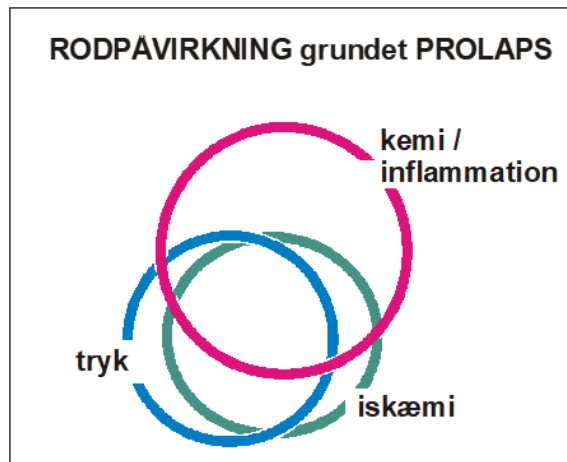 RODPÅVIRKNING grundet PROLAPS
kemi /
inflammation
tryk
iskæmi